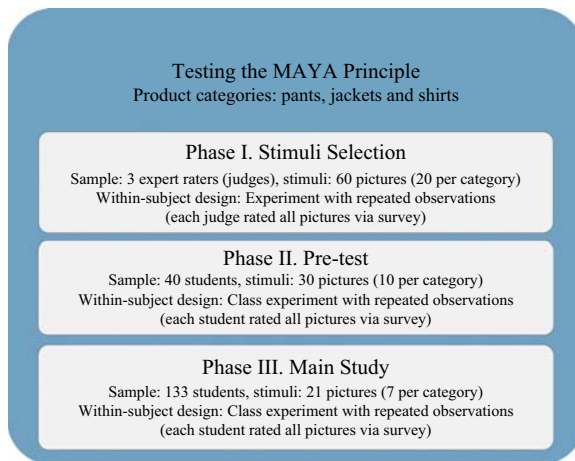 Testing the MAYA Principle
Product categories: pants, jackets and shirts
Phase I. Stimuli Selection
Sample: 3 expert raters (judges), stimuli: 60 pictures (20 per category)
Within-subject design: Experiment with repeated observations
(each judge rated all pictures via survey)
Phase II. Pre-test
Sample: 40 students, stimuli: 30 pictures (10 per category)
Within-subject design: Class experiment with repeated observations
(each student rated all pictures via survey)
Phase III. Main Study
Sample: 133 students, stimuli: 21 pictures (7 per category)
Within-subject design: Class experiment with repeated observations
(each student rated all pictures via survey)